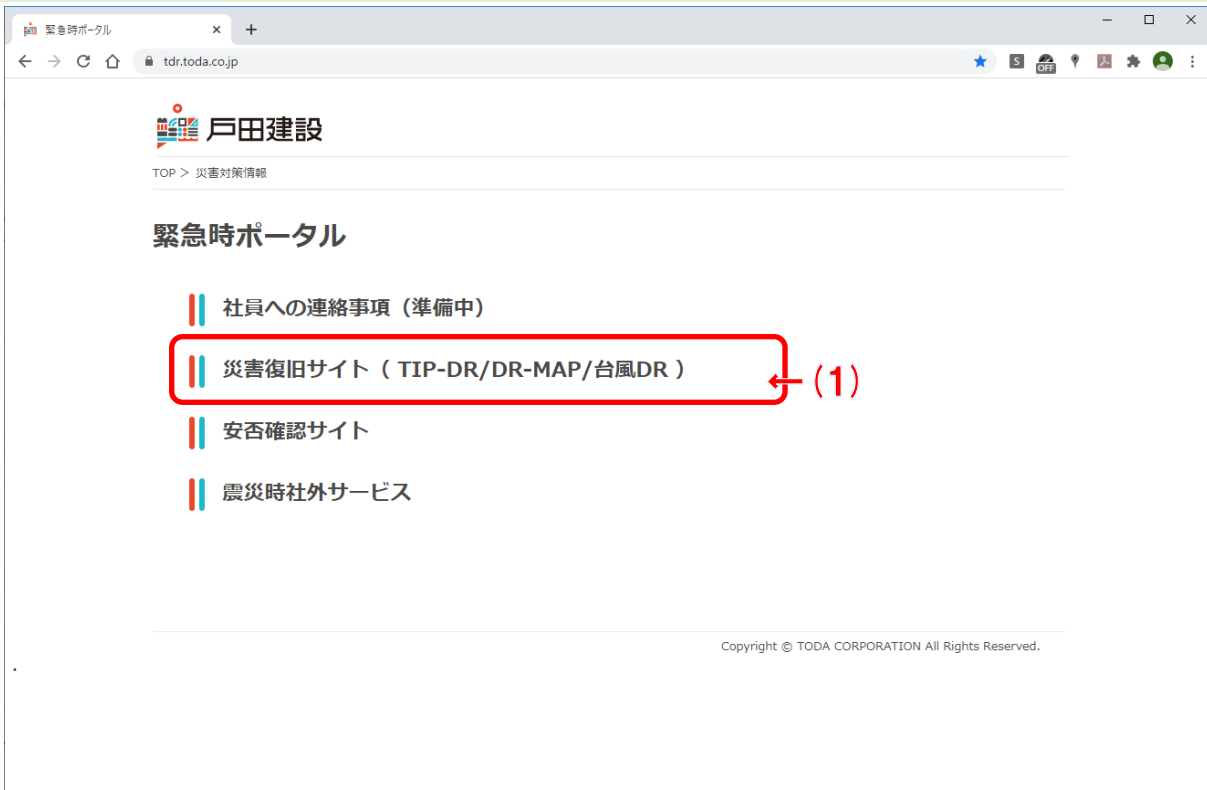 緊急時ポータル
tdr.toda.co.jp
S
OFF
戸田建設
TOP > 災害対策情報
緊急時ポータル
社員への連絡事項（準備中）
災害復旧サイト（ TIP-DR/DR-MAP/台風DR ）
(1)
安否確認サイト
震災時社外サービス
Copyright © TODA CORPORATION All Rights Reserved.